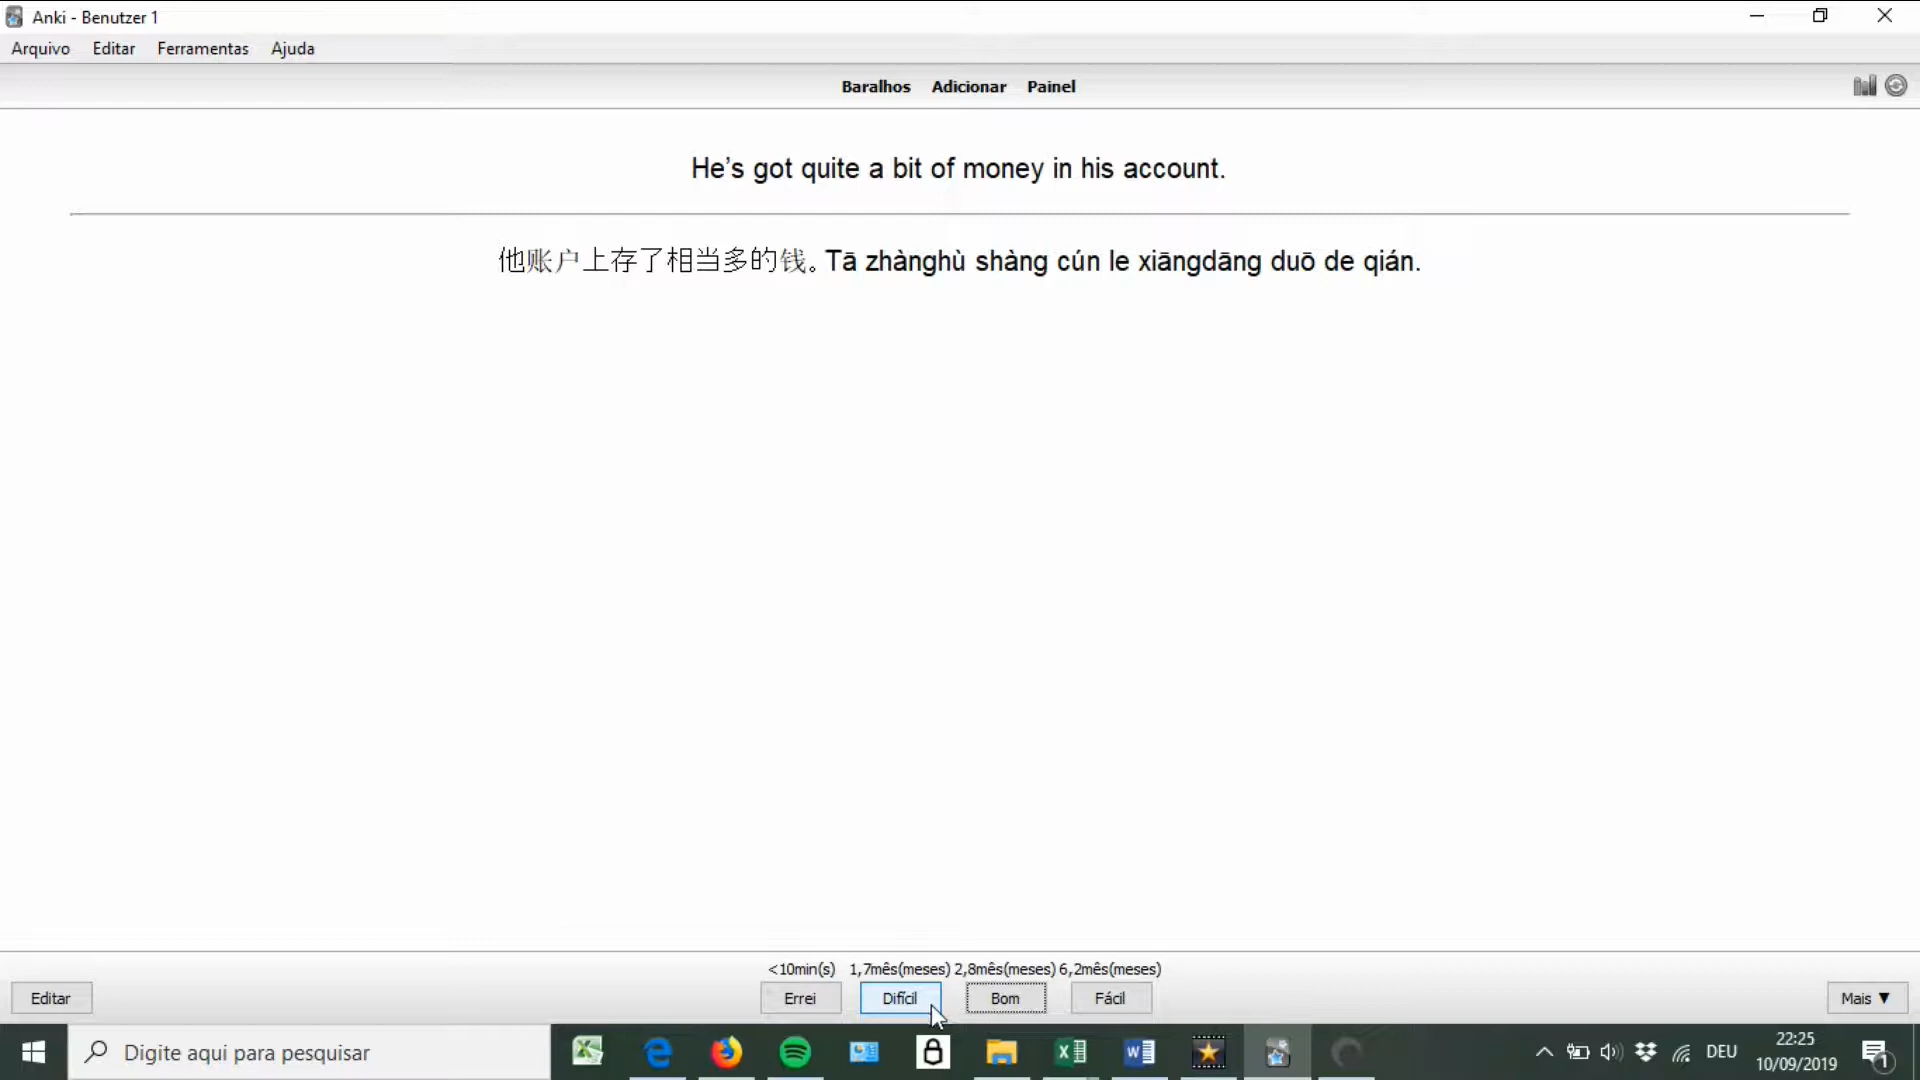 Anki - Benutzer 1
Arquivo Editar Ferramentas Ajuda
Baralhos Adicionar Painel
He’s got quite a bit of money in his account.
他账户上存了相当多的钱。Tā zhànghù shàng cún le xiāngdāng duō de qián.
<10min(s) 1,7mês(meses) 2,8mês(meses) 6,2mês(meses)
Editar Errei Difícil Bom Fácil Mais ▼
Digite aqui para pesquisar
DEU
22:25
10/09/2019
1